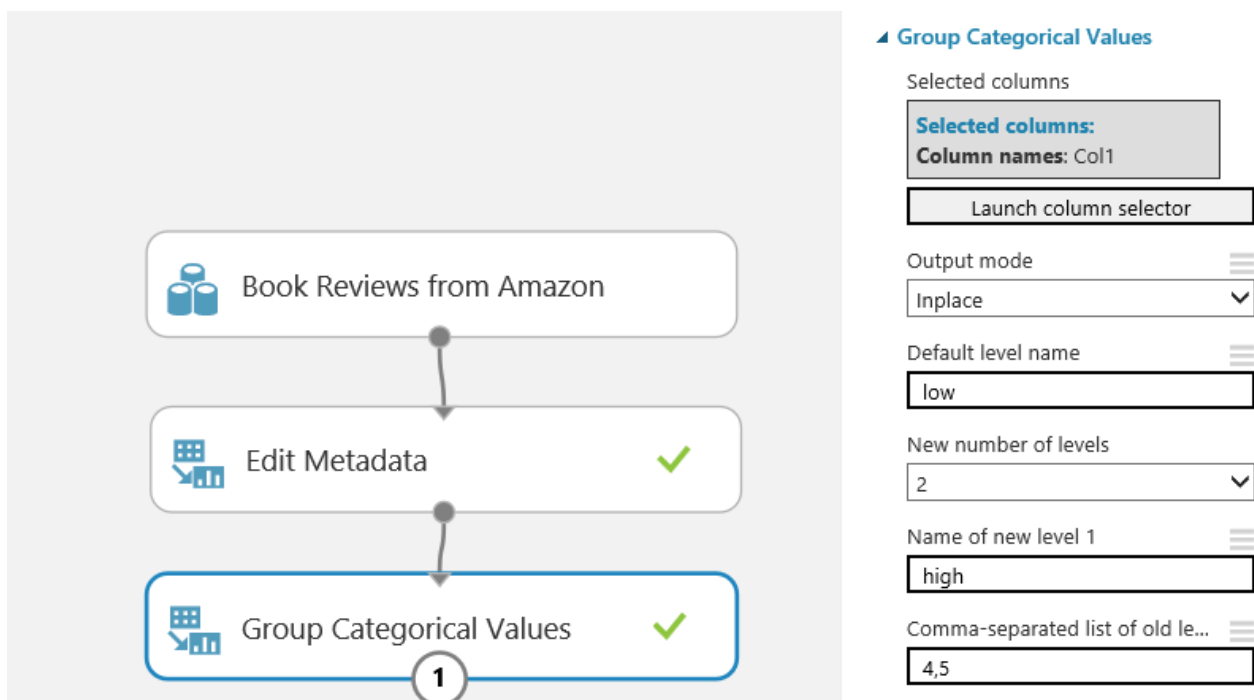 Book Reviews from Amazon
Edit Metadata
Group Categorical Values
1
Group Categorical Values
Selected columns
Selected columns:
Column names: Col1
Launch column selector
Output mode
Inplace
Default level name
low
New number of levels
2
Name of new level 1
high
Comma-separated list of old le...
4,5